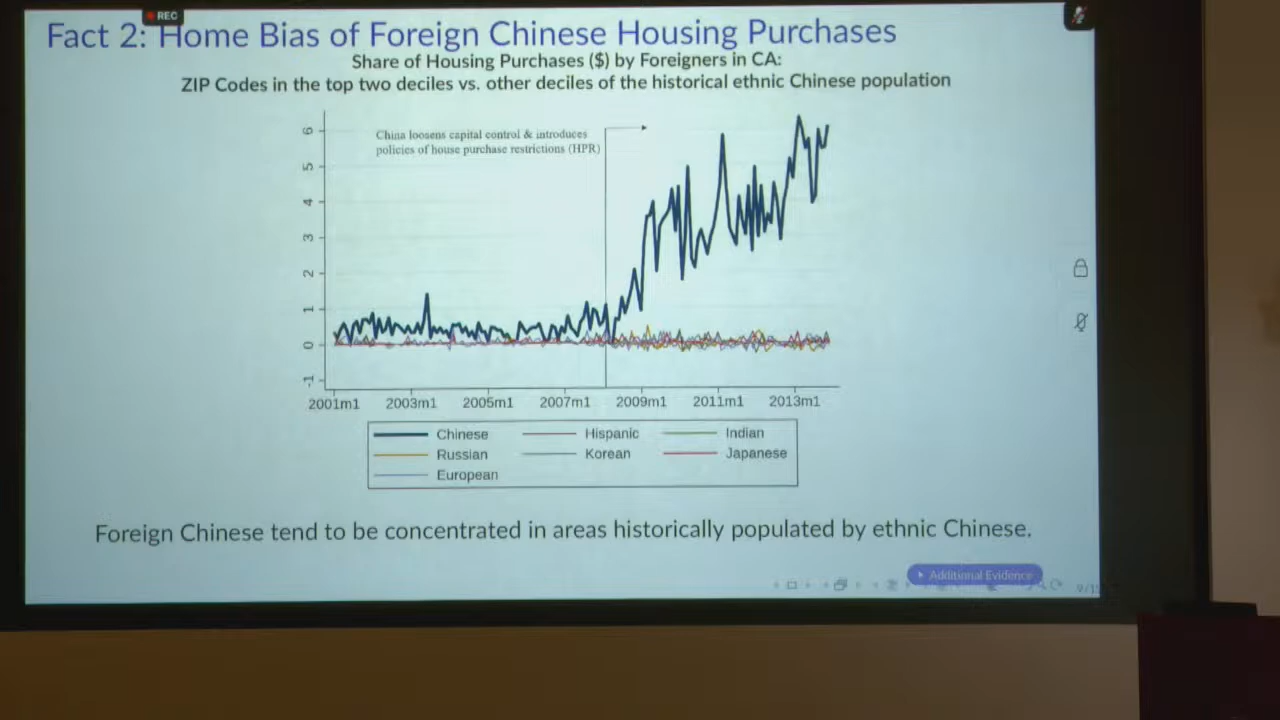 REC
Fact 2: Home Bias of Foreign Chinese Housing Purchases
Share of Housing Purchases ($) by Foreigners in CA:
ZIP Codes in the top two deciles vs. other deciles of the historical ethnic Chinese population
China loosens capital control & introduces
policies of house purchase restrictions (HPR)
6
5
4
3
2
1
0
-1
2001m1 2003m1 2005m1 2007m1 2009m1 2011m1 2013m1
Chinese Hispanic Indian
Russian Korean Japanese
European
Foreign Chinese tend to be concentrated in areas historically populated by ethnic Chinese.
Additional Evidence